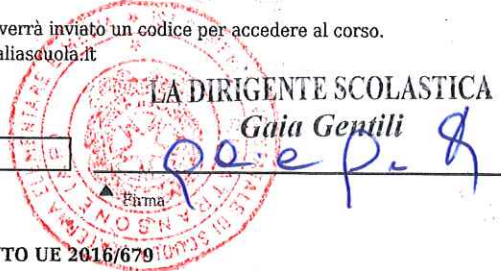 verrà inviato un codice per accedere al corso.
aliascuola.it
LA DIRIGENTE SCOLASTICA
Gaia Gentili
Firma
TO UE 2016/679